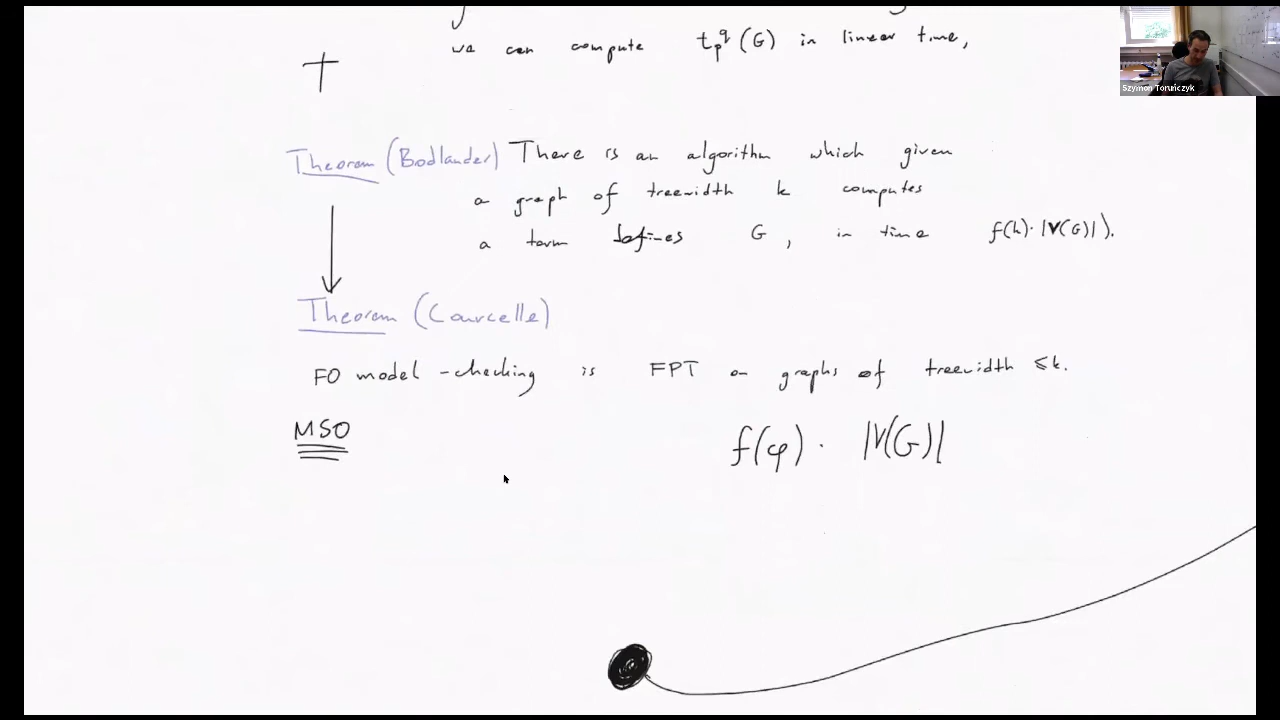 we can compute t_p^q (G) in linear time,
Szymon Toruńczyk
Theorem (Bodlander) There is an algorithm which given
a graph of treewidth k computes
a term defines G , in time f(k)· |V(G)| ).
Theorem (Courcelle)
FO model-checking is FPT on graphs of treewidth ≤k.
MSO
f(φ) · |V(G)|